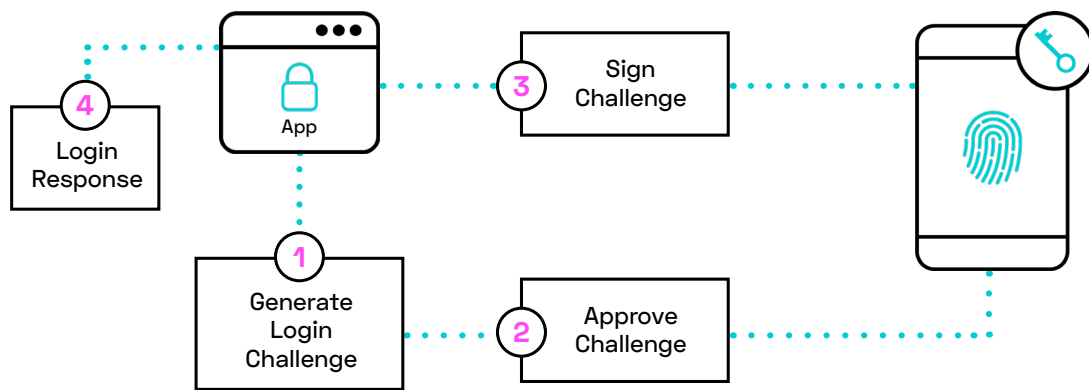 App
3
Sign
Challenge
4
Login
Response
1
Generate
Login
Challenge
2
Approve
Challenge